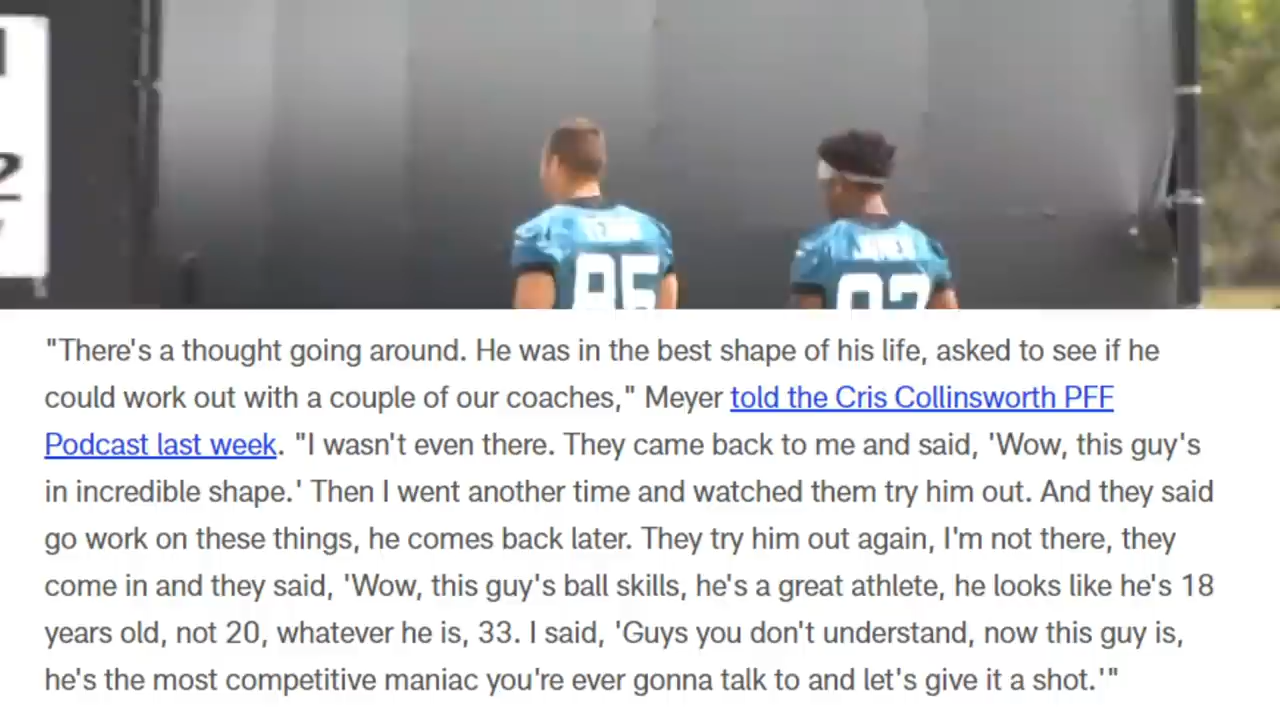 2
85
"There's a thought going around. He was in the best shape of his life, asked to see if he
could work out with a couple of our coaches," Meyer told the Cris Collinsworth PFF
Podcast last week. "I wasn't even there. They came back to me and said, 'Wow, this guy's
in incredible shape.' Then I went another time and watched them try him out. And they said
go work on these things, he comes back later. They try him out again, I'm not there, they
come in and they said, 'Wow, this guy's ball skills, he's a great athlete, he looks like he's 18
years old, not 20, whatever he is, 33. I said, 'Guys you don't understand, now this guy is,
he's the most competitive maniac you're ever gonna talk to and let's give it a shot.'"